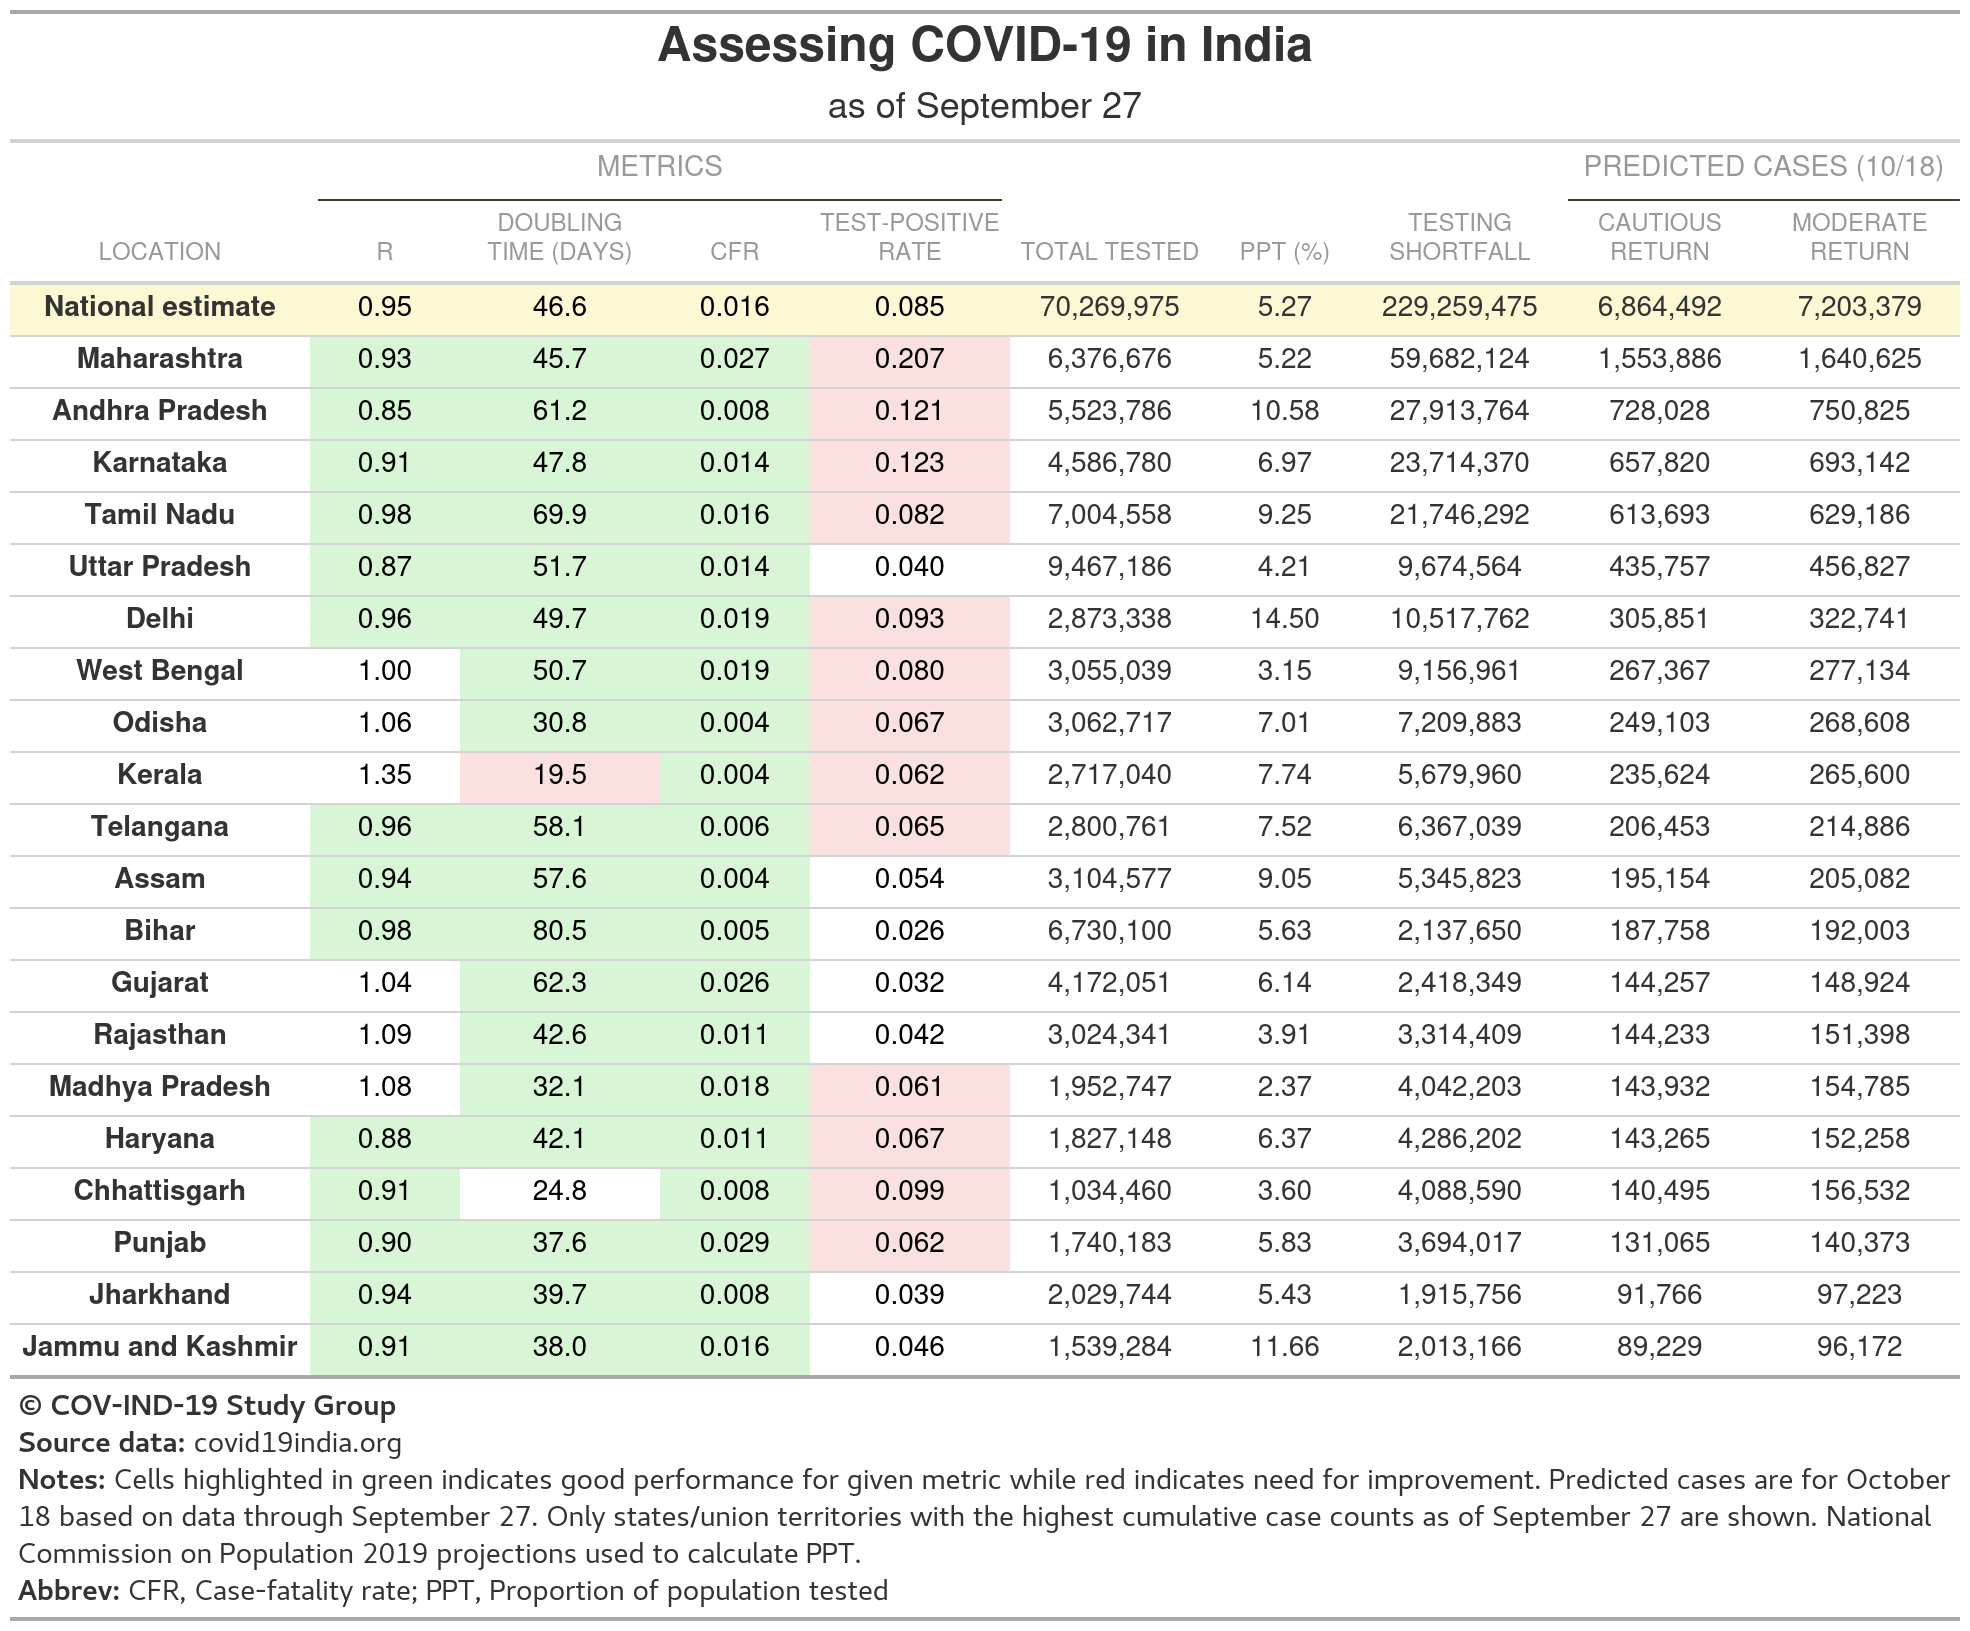 Assessing COVID-19 in India
as of September 27
METRICS PREDICTED CASES (10/18)
DOUBLING TEST-POSITIVE TESTING CAUTIOUS MODERATE
LOCATION R TIME (DAYS) CFR RATE TOTAL TESTED PPT (%) SHORTFALL RETURN RETURN
National estimate 0.95 46.6 0.016 0.085 70,269,975 5.27 229,259,475 6,864,492 7,203,379
Maharashtra 0.93 45.7 0.027 0.207 6,376,676 5.22 59,682,124 1,553,886 1,640,625
Andhra Pradesh 0.85 61.2 0.008 0.121 5,523,786 10.58 27,913,764 728,028 750,825
Karnataka 0.91 47.8 0.014 0.123 4,586,780 6.97 23,714,370 657,820 693,142
Tamil Nadu 0.98 69.9 0.016 0.082 7,004,558 9.25 21,746,292 613,693 629,186
Uttar Pradesh 0.87 51.7 0.014 0.040 9,467,186 4.21 9,674,564 435,757 456,827
Delhi 0.96 49.7 0.019 0.093 2,873,338 14.50 10,517,762 305,851 322,741
West Bengal 1.00 50.7 0.019 0.080 3,055,039 3.15 9,156,961 267,367 277,134
Odisha 1.06 30.8 0.004 0.067 3,062,717 7.01 7,209,883 249,103 268,608
Kerala 1.35 19.5 0.004 0.062 2,717,040 7.74 5,679,960 235,624 265,600
Telangana 0.96 58.1 0.006 0.065 2,800,761 7.52 6,367,039 206,453 214,886
Assam 0.94 57.6 0.004 0.054 3,104,577 9.05 5,345,823 195,154 205,082
Bihar 0.98 80.5 0.005 0.026 6,730,100 5.63 2,137,650 187,758 192,003
Gujarat 1.04 62.3 0.026 0.032 4,172,051 6.14 2,418,349 144,257 148,924
Rajasthan 1.09 42.6 0.011 0.042 3,024,341 3.91 3,314,409 144,233 151,398
Madhya Pradesh 1.08 32.1 0.018 0.061 1,952,747 2.37 4,042,203 143,932 154,785
Haryana 0.88 42.1 0.011 0.067 1,827,148 6.37 4,286,202 143,265 152,258
Chhattisgarh 0.91 24.8 0.008 0.099 1,034,460 3.60 4,088,590 140,495 156,532
Punjab 0.90 37.6 0.029 0.062 1,740,183 5.83 3,694,017 131,065 140,373
Jharkhand 0.94 39.7 0.008 0.039 2,029,744 5.43 1,915,756 91,766 97,223
Jammu and Kashmir 0.91 38.0 0.016 0.046 1,539,284 11.66 2,013,166 89,229 96,172
© COV-IND-19 Study Group
Source data: covid19india.org
Notes: Cells highlighted in green indicates good performance for given metric while red indicates need for improvement. Predicted cases are for October
18 based on data through September 27. Only states/union territories with the highest cumulative case counts as of September 27 are shown. National
Commission on Population 2019 projections used to calculate PPT.
Abbrev: CFR, Case-fatality rate; PPT, Proportion of population tested